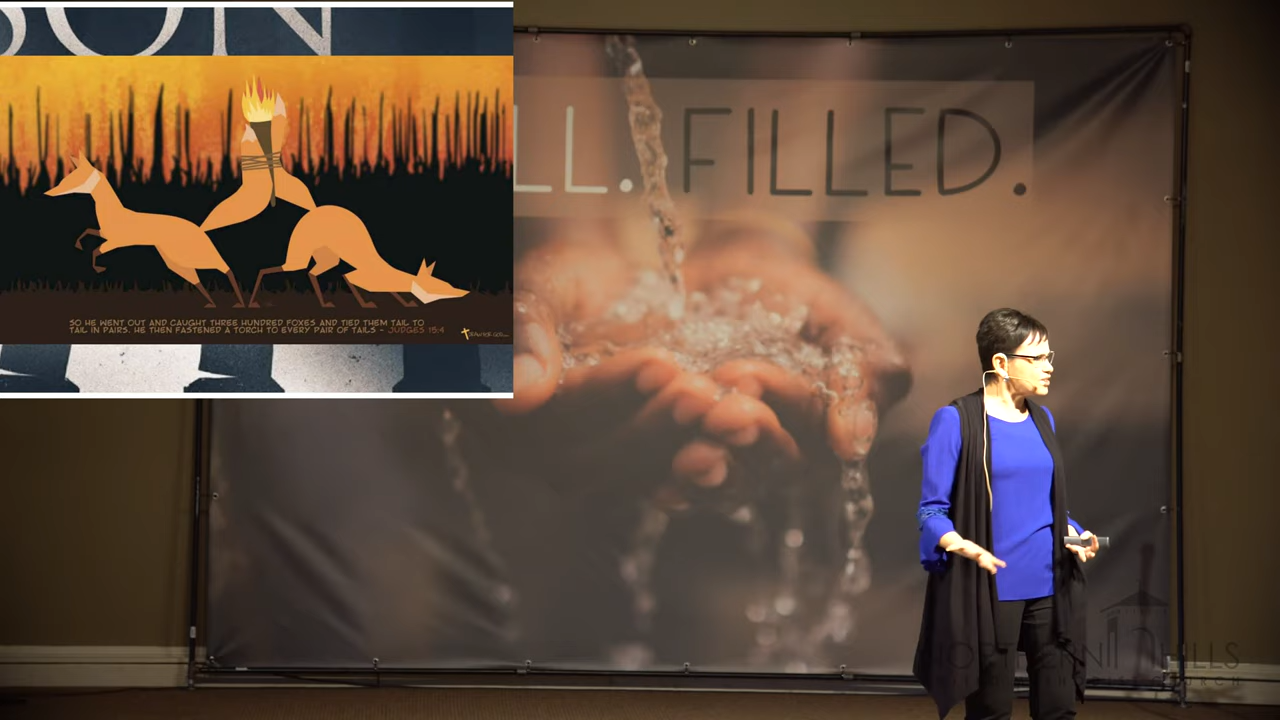 SON
SO HE WENT OUT AND CAUGHT THREE HUNDRED FOXES AND TIED THEM TAIL TO
TAIL IN PAIRS. HE THEN FASTENED A TORCH TO EVERY PAIR OF TAILS - JUDGES 15:4
LL. FILLED.
HILLS